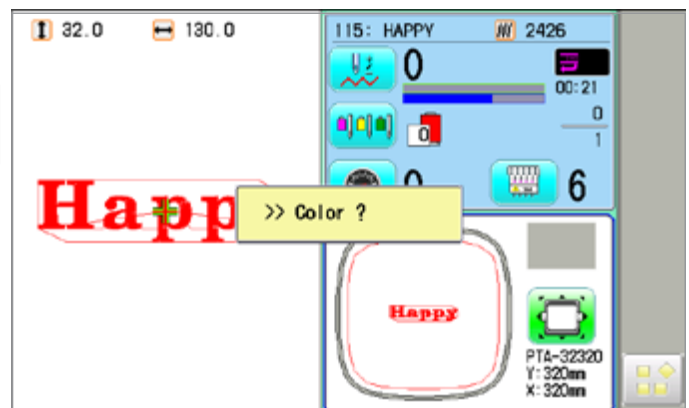 32.0
130.0
115: HAPPY
2426
0
00:21
0
0
1
6
Happ
>> Color ?
Happy
PTA-32320
Y:320mm
X:320mm